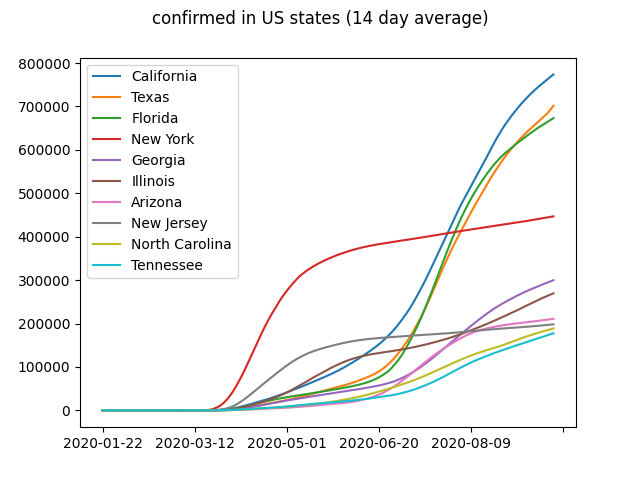 confirmed in US states (14 day average)
800000
700000
600000
500000
400000
300000
200000
100000
0
California
Texas
Florida
New York
Georgia
Illinois
Arizona
New Jersey
North Carolina
Tennessee
2020-01-22 2020-03-12 2020-05-01 2020-06-20 2020-08-09